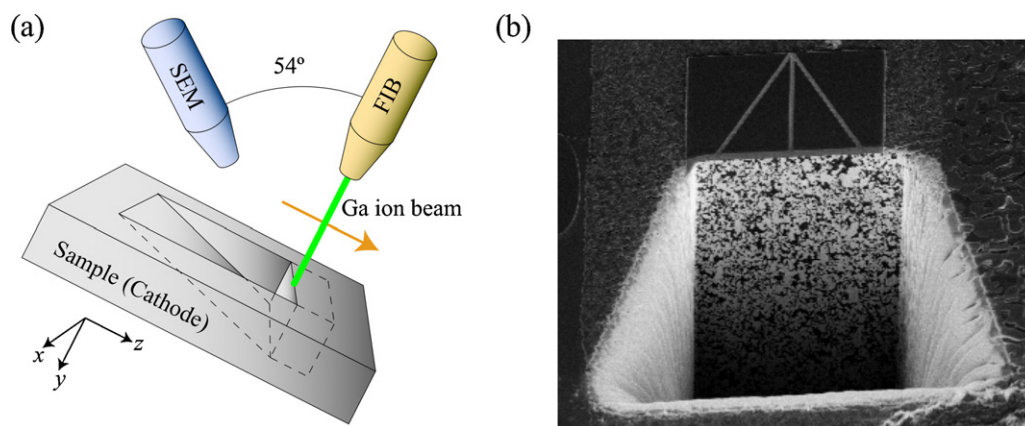 (a)
SEM
54º
FIB
Ga ion beam
Sample (Cathode)
x
y
z
(b)